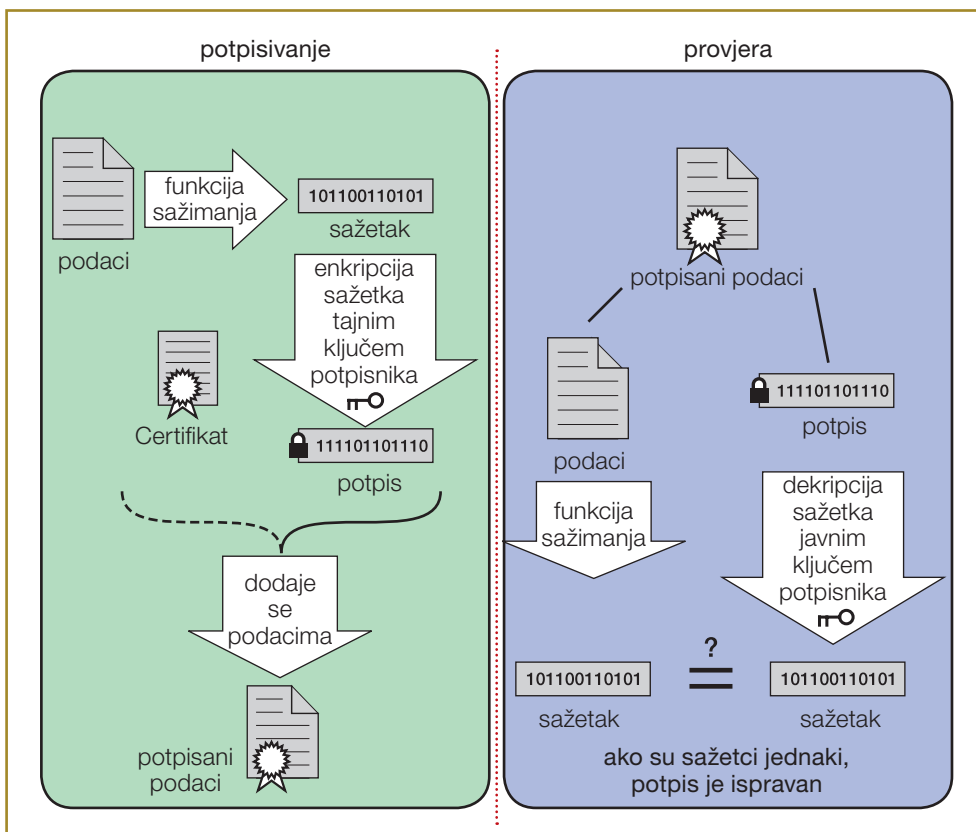 potpisivanje
podaci
funkcija
sažimanja
101100110101
sažetak
enkripcija
sažetka
tajnim
ključem
potpisnika
Certifikat
111101101110
potpis
dodaje
se
podacima
potpisani
podaci
provjera
potpisani podaci
podaci
111101101110
potpis
funkcija
sažimanja
dekripcija
sažetka
javnim
ključem
potpisnika
101100110101
sažetak
?
101100110101
sažetak
ako su sažetci jednaki,
potpis je ispravan